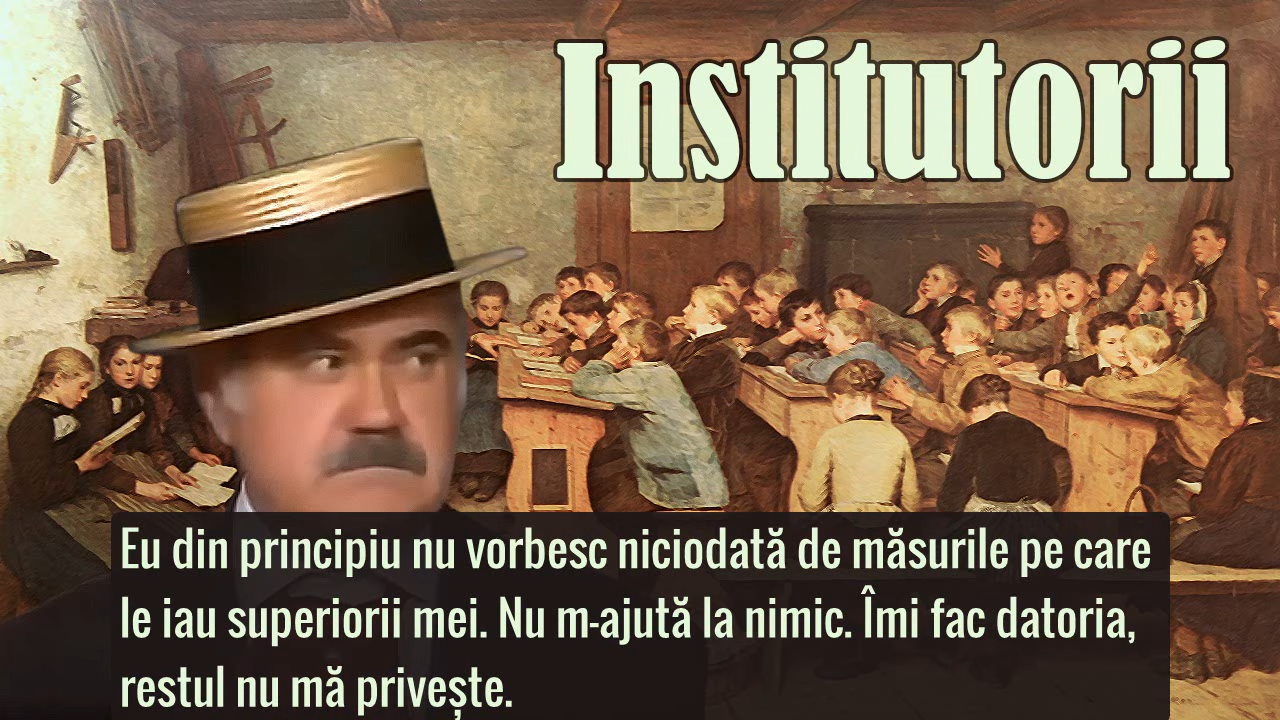 Institutorii
Eu din principiu nu vorbesc niciodată de măsurile pe care
le iau superiorii mei. Nu m-ajută la nimic. Îmi fac datoria,
restul nu mă privește.